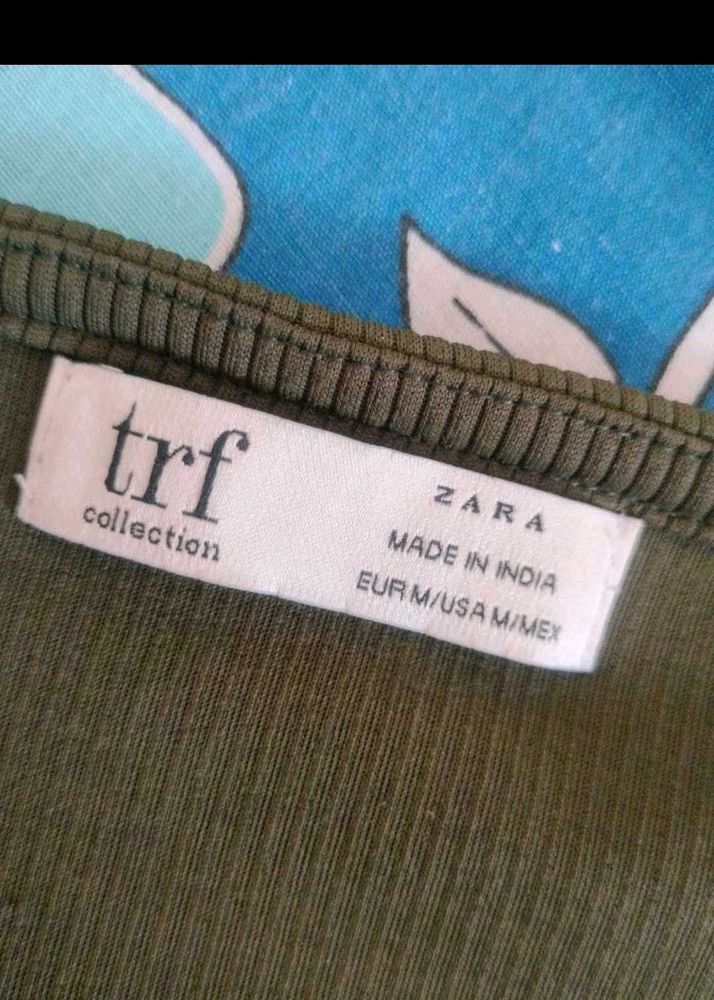 trf
collection
ZARA
MADE IN INDIA
EUR M/USA M/MEX